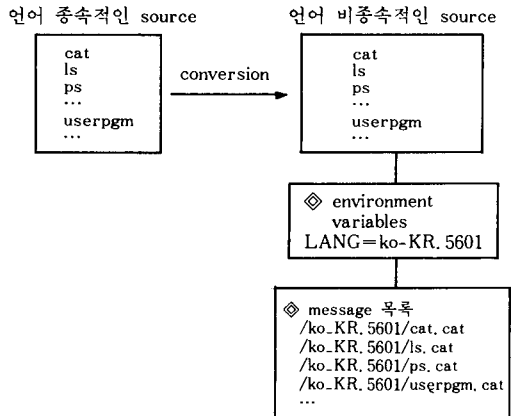 언어 종속적인 source
cat
ls
ps
...
userpgm
...
conversion
언어 비종속적인 source
cat
ls
ps
...
userpgm
...
◈ environment
variables
LANG=ko-KR.5601
◈ message 목록
/ko_KR.5601/cat.cat
/ko_KR.5601/ls.cat
/ko_KR.5601/ps.cat
/ko_KR.5601/userpgm.cat
...